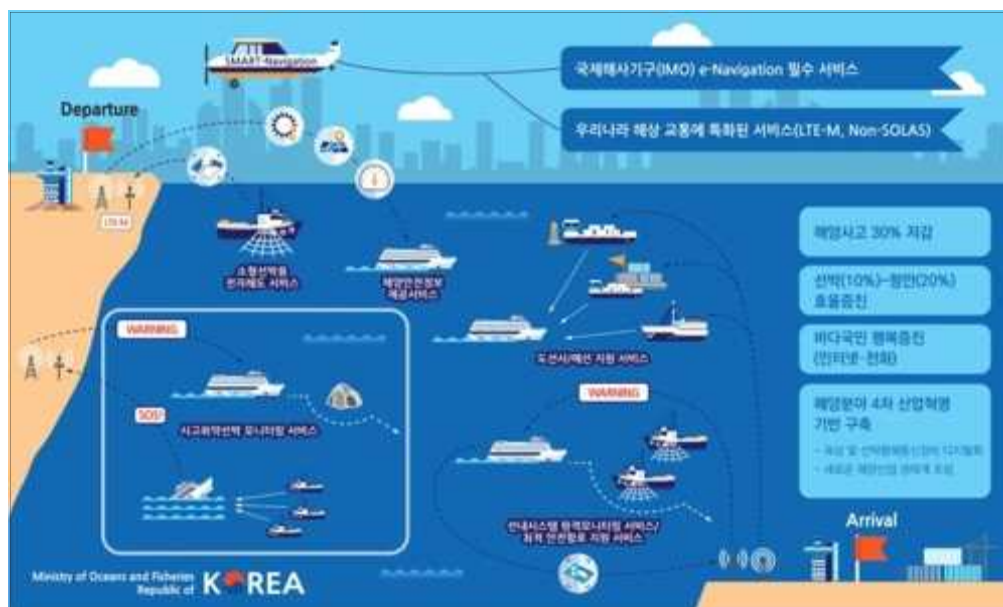 SMART-Navigation
국제해사기구(IMO) e-Navigation 필수 서비스
우리나라 해상 교통에 특화된 서비스(LTE-M, Non-SOLAS)
Departure
LTE-M
소형선박용
전자해도 서비스
해양안전정보
제공서비스
도선사/예선 지원 서비스
해양사고 30% 저감
선박(10%)-항만(20%)
효율증진
바다국민 행복증진
(인터넷·전화)
해양분야 4차 산업혁명
기반 구축
WARNING
SOS!
사고취약선박 모니터링 서비스
WARNING
선내시스템 원격모니터링 서비스/
최적 안전항로 지원 서비스
Arrival
Ministry of Oceans and Fisheries
Republic of
KOREA